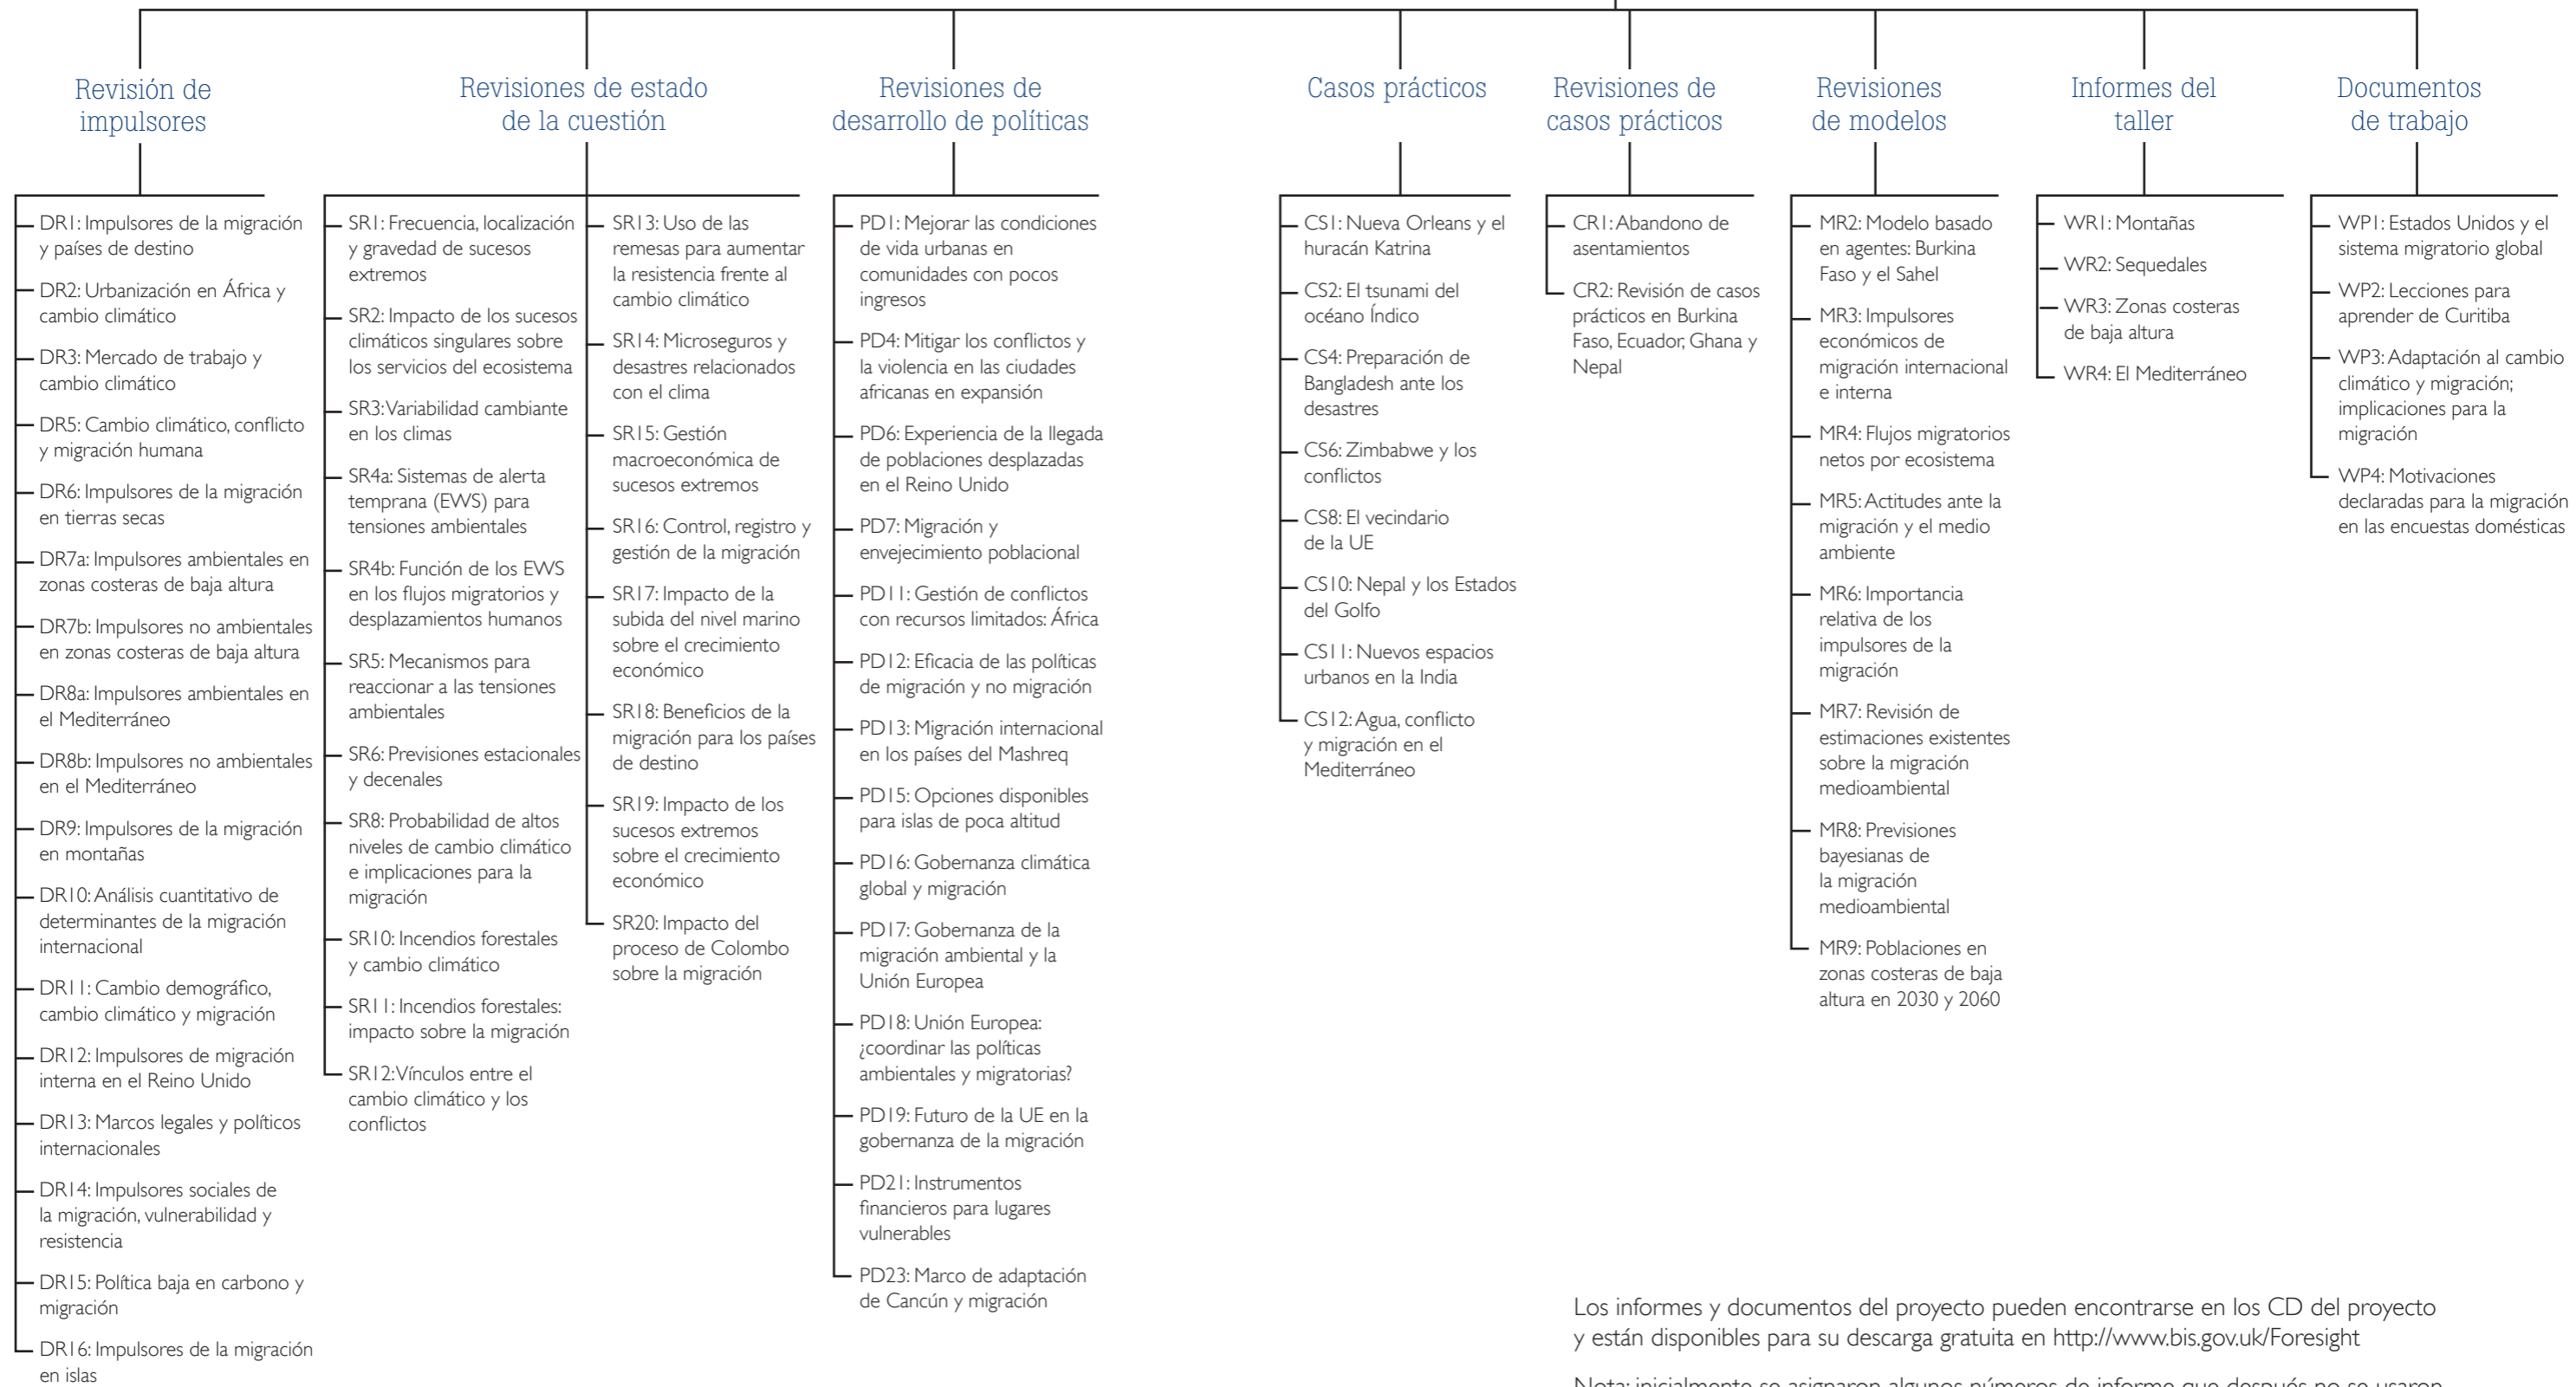 Revisión de
impulsores
DR1: Impulsores de la migración
y países de destino
DR2: Urbanización en África y
cambio climático
DR3: Mercado de trabajo y
cambio climático
DR5: Cambio climático, conflicto
y migración humana
DR6: Impulsores de la migración
en tierras secas
DR7a: Impulsores ambientales en
zonas costeras de baja altura
DR7b: Impulsores no ambientales
en zonas costeras de baja altura
DR8a: Impulsores ambientales en
el Mediterráneo
DR8b: Impulsores no ambientales
en el Mediterráneo
DR9: Impulsores de la migración
en montañas
DR10: Análisis cuantitativo de
determinantes de la migración
internacional
DR11: Cambio demográfico,
cambio climático y migración
DR12: Impulsores de migración
interna en el Reino Unido
DR13: Marcos legales y políticos
internacionales
DR14: Impulsores sociales de
la migración, vulnerabilidad y
resistencia
DR15: Política baja en carbono y
migración
DR16: Impulsores de la migración
en islas
Revisiones de estado
de la cuestión
SR1: Frecuencia, localización
y gravedad de sucesos
extremos
SR2: Impacto de los sucesos
climáticos singulares sobre
los servicios del ecosistema
SR3: Variabilidad cambiante
en los climas
SR4a: Sistemas de alerta
temprana (EWS) para
tensiones ambientales
SR4b: Función de los EWS
en los flujos migratorios y
desplazamientos humanos
SR5: Mecanismos para
reaccionar a las tensiones
ambientales
SR6: Previsiones estacionales
y decenales
SR8: Probabilidad de altos
niveles de cambio climático
e implicaciones para la
migración
SR10: Incendios forestales
y cambio climático
SR11: Incendios forestales:
impacto sobre la migración
SR12: Vínculos entre el
cambio climático y los
conflictos
SR13: Uso de las
remesas para aumentar
la resistencia frente al
cambio climático
SR14: Microseguros y
desastres relacionados
con el clima
SR15: Gestión
macroeconómica de
sucesos extremos
SR16: Control, registro y
gestión de la migración
SR17: Impacto de la
subida del nivel marino
sobre el crecimiento
económico
SR18: Beneficios de la
migración para los países
de destino
SR19: Impacto de los
sucesos extremos
sobre el crecimiento
económico
SR20: Impacto del
proceso de Colombo
sobre la migración
Revisiones de
desarrollo de políticas
PD1: Mejorar las condiciones
de vida urbanas en
comunidades con pocos
ingresos
PD4: Mitigar los conflictos y
la violencia en las ciudades
africanas en expansión
PD6: Experiencia de la llegada
de poblaciones desplazadas
en el Reino Unido
PD7: Migración y
envejecimiento poblacional
PD11: Gestión de conflictos
con recursos limitados: África
PD12: Eficacia de las políticas
de migración y no migración
PD13: Migración internacional
en los países del Mashreq
PD15: Opciones disponibles
para islas de poca altitud
PD16: Gobernanza climática
global y migración
PD17: Gobernanza de la
migración ambiental y la
Unión Europea
PD18: Unión Europea:
¿coordinar las políticas
ambientales y migratorias?
PD19: Futuro de la UE en la
gobernanza de la migración
PD21: Instrumentos
financieros para lugares
vulnerables
PD23: Marco de adaptación
de Cancún y migración
Casos prácticos
CS1: Nueva Orleans y el
huracán Katrina
CS2: El tsunami del
océano Índico
CS4: Preparación de
Bangladesh ante los
desastres
CS6: Zimbabwe y los
conflictos
CS8: El vecindario
de la UE
CS10: Nepal y los Estados
del Golfo
CS11: Nuevos espacios
urbanos en la India
CS12: Agua, conflicto
y migración en el
Mediterráneo
Revisiones de
casos prácticos
CR1: Abandono de
asentamientos
CR2: Revisión de casos
prácticos en Burkina
Faso, Ecuador, Ghana y
Nepal
Revisiones
de modelos
MR2: Modelo basado
en agentes: Burkina
Faso y el Sahel
MR3: Impulsores
económicos de
migración internacional
e interna
MR4: Flujos migratorios
netos por ecosistema
MR5: Actitudes ante la
migración y el medio
ambiente
MR6: Importancia
relativa de los
impulsores de la
migración
MR7: Revisión de
estimaciones existentes
sobre la migración
medioambiental
MR8: Previsiones
bayesianas de
la migración
medioambiental
MR9: Poblaciones en
zonas costeras de baja
altura en 2030 y 2060
Informes del
taller
WR1: Montañas
WR2: Sequedales
WR3: Zonas costeras
de baja altura
WR4: El Mediterráneo
Documentos
de trabajo
WP1: Estados Unidos y el
sistema migratorio global
WP2: Lecciones para
aprender de Curitiba
WP3: Adaptación al cambio
climático y migración;
implicaciones para la
migración
WP4: Motivaciones
declaradas para la migración
en las encuestas domésticas
Los informes y documentos del proyecto pueden encontrarse en los CD del proyecto
y están disponibles para su descarga gratuita en http://www.bis.gov.uk/Foresight
Nota: inicialmente se asignaron algunos números de informe que después no se usaron